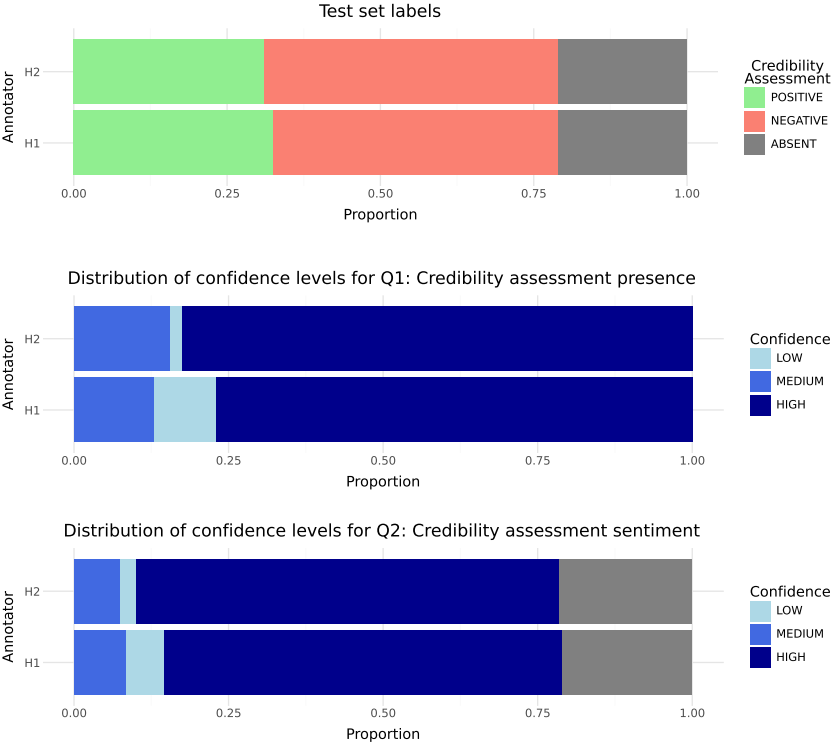 Test set labels
Annotator
H2
H1
0.00 0.25 0.50 0.75 1.00
Proportion
Credibility
Assessment
POSITIVE
NEGATIVE
ABSENT
Distribution of confidence levels for Q1: Credibility assessment presence
Annotator
H2
H1
0.00 0.25 0.50 0.75 1.00
Proportion
Confidence
LOW
MEDIUM
HIGH
Distribution of confidence levels for Q2: Credibility assessment sentiment
Annotator
H2
H1
0.00 0.25 0.50 0.75 1.00
Proportion
Confidence
LOW
MEDIUM
HIGH